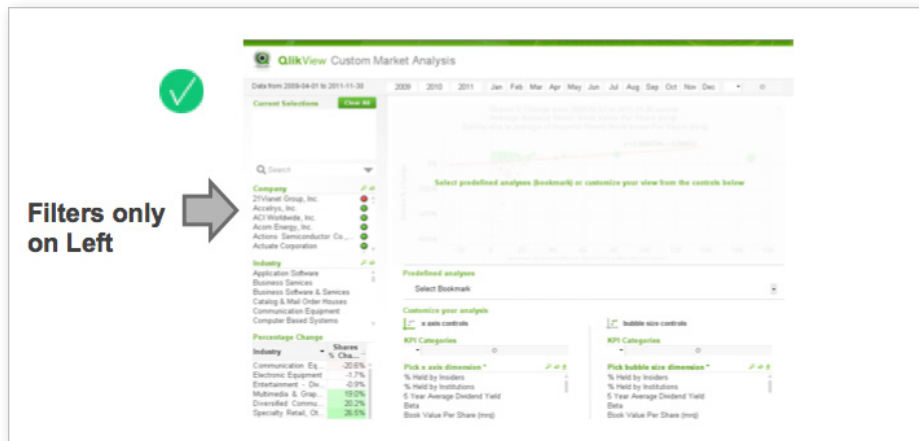 QlikView Custom Market Analysis
Data from 2009-04-01 to 2011-11-30
2009 2010 2011 Jan Feb Mar Apr May Jun Jul Aug Sep Oct Nov Dec
Current Selections Clear All
Search
Select predefined analyses (bookmark) or customize your view from the controls below
Filters only
on Left
Company
21Vianet Group, Inc.
Accelrys, Inc.
ACI Worldwide, Inc.
Acorn Energy, Inc.
Actions Semiconductor Co.,...
Actuate Corporation
Industry
Application Software
Business Services
Business Software & Services
Catalog & Mail Order Houses
Communication Equipment
Computer Based Systems
Percentage Change
Industry Shares % Cha...
Communication Eq... -20.6%
Electronic Equipment -1.7%
Entertainment - Div... -0.9%
Multimedia & Grap... 19.0%
Diversified Commu... 20.2%
Specialty Retail, Ot... 26.5%
Predefined analyses
Select Bookmark
Customize your analysis
x axis controls
KPI Categories
Pick x axis dimension *
% Held by Insiders
% Held by Institutions
5 Year Average Dividend Yield
Beta
Book Value Per Share (mrq)
bubble size controls
KPI Categories
Pick bubble size dimension *
% Held by Insiders
% Held by Institutions
5 Year Average Dividend Yield
Beta
Book Value Per Share (mrq)